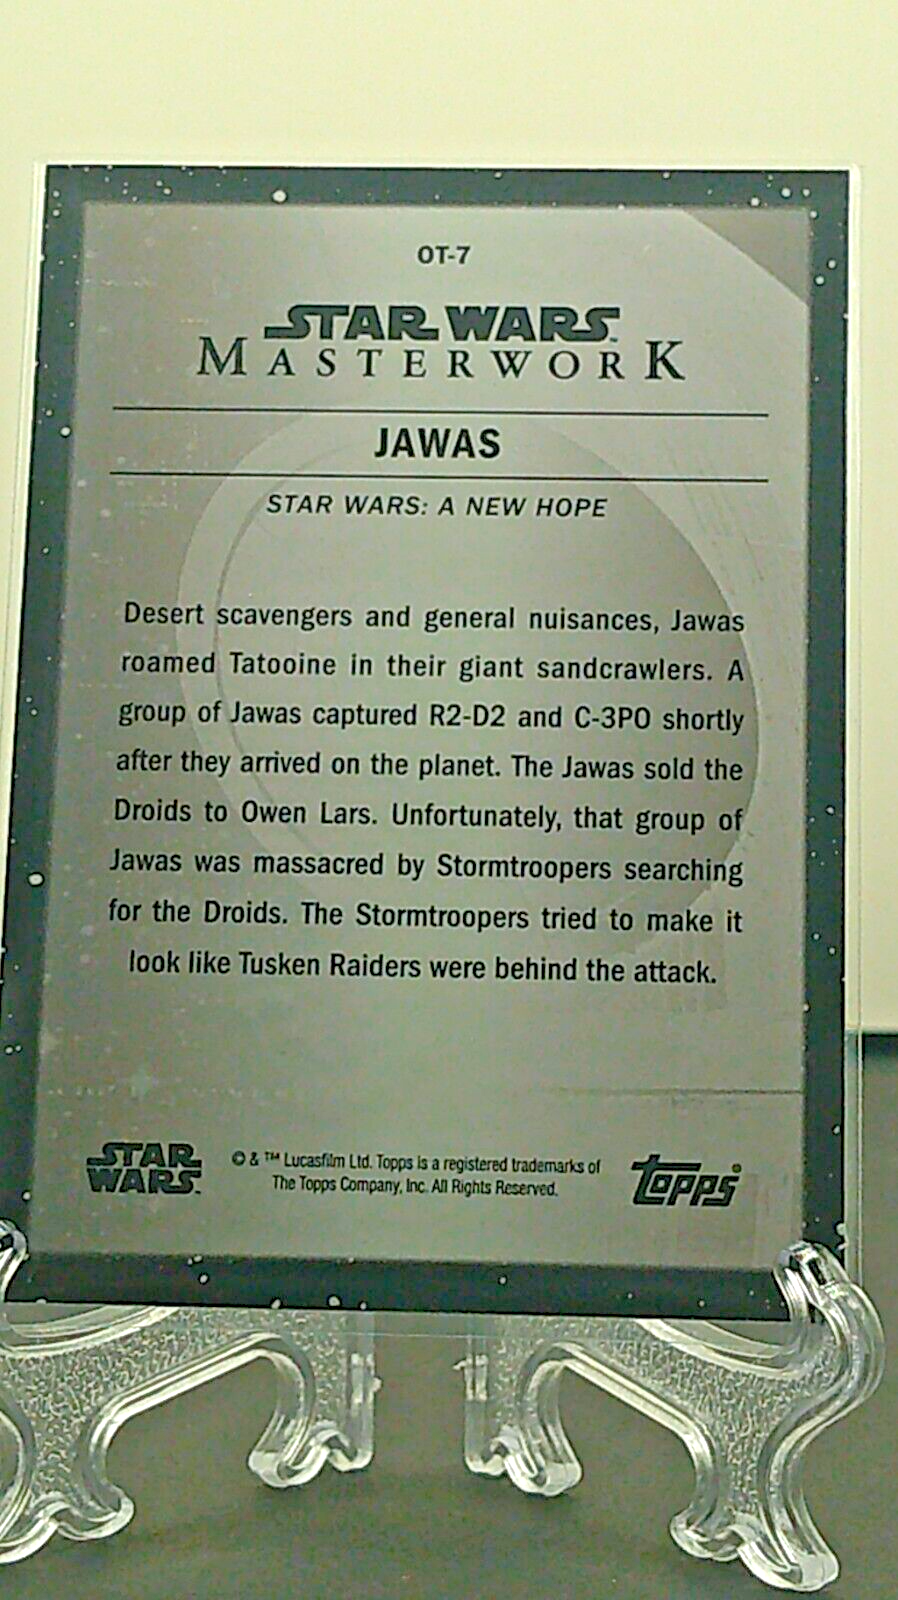 OT-7
STAR WARS™
MASTERWORK
JAWAS
STAR WARS: A NEW HOPE
Desert scavengers and general nuisances, Jawas
roamed Tatooine in their giant sandcrawlers. A
group of Jawas captured R2-D2 and C-3PO shortly
after they arrived on the planet. The Jawas sold the
Droids to Owen Lars. Unfortunately, that group of
Jawas was massacred by Stormtroopers searching
for the Droids. The Stormtroopers tried to make it
look like Tusken Raiders were behind the attack.
STAR
WARS.
© & ™ Lucasfilm Ltd. Topps is a registered trademarks of
The Topps Company, Inc. All Rights Reserved.
Topps®